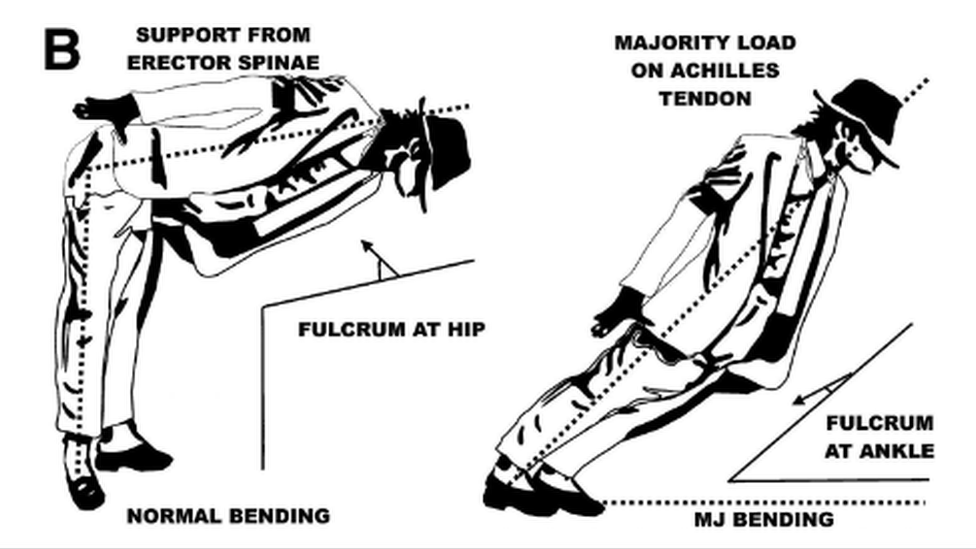 B
SUPPORT FROM
ERECTOR SPINAE
FULCRUM AT HIP
NORMAL BENDING
MAJORITY LOAD
ON ACHILLES
TENDON
FULCRUM
AT ANKLE
MJ BENDING